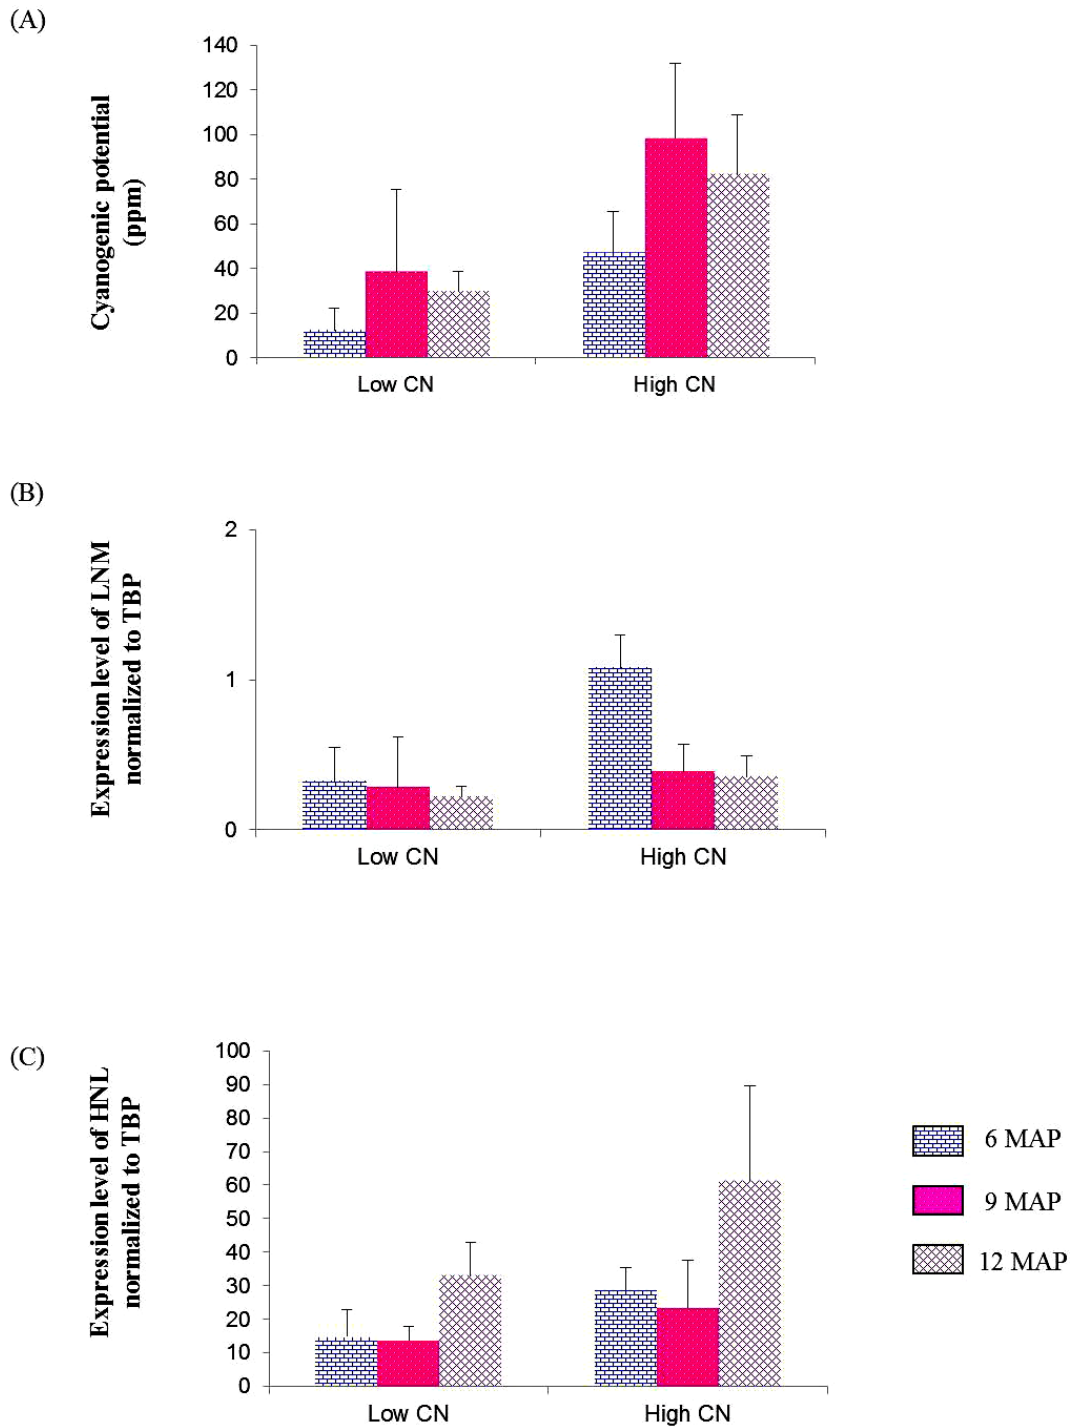 (A)
Cyanogenic potential
(ppm)
140
120
100
80
60
40
20
0
Low CN
High CN
(B)
Expression level of LNM
normalized to TBP
2
1
0
Low CN
High CN
(C)
Expression level of HNL
normalized to TBP
100
90
80
70
60
50
40
30
20
10
0
Low CN
High CN
6 MAP
9 MAP
12 MAP